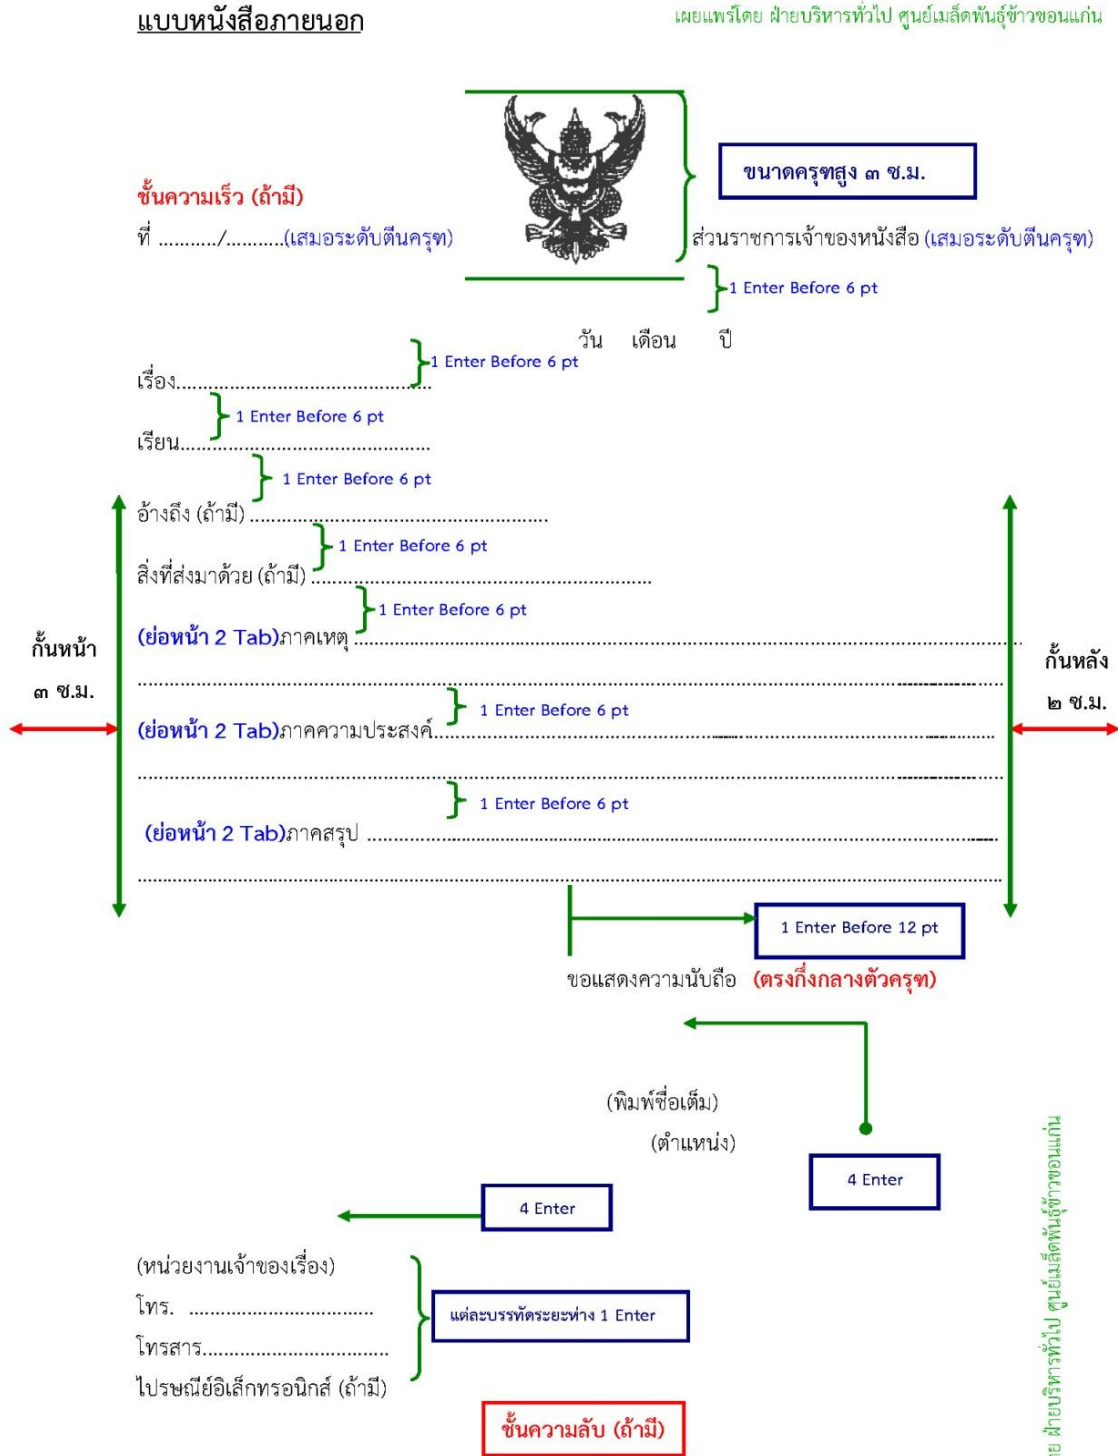 แบบหนังสือภายนอก
เผยแพร่โดย ฝ่ายบริหารทั่วไป ศูนย์เมล็ดพันธุ์ข้าวขอนแก่น
ขนาดครุฑสูง ๓ ซ.ม.
ชั้นความเร็ว (ถ้ามี)
ที่ .........../...........(เสมอระดับตีนครุฑ)
ส่วนราชการเจ้าของหนังสือ (เสมอระดับตีนครุฑ)
1 Enter Before 6 pt
วัน เดือน ปี
1 Enter Before 6 pt
เรื่อง................................................
1 Enter Before 6 pt
เรียน................................................
1 Enter Before 6 pt
อ้างถึง (ถ้ามี) .........................................................
1 Enter Before 6 pt
สิ่งที่ส่งมาด้วย (ถ้ามี) .................................................................
1 Enter Before 6 pt
(ย่อหน้า 2 Tab)ภาคเหตุ ................................................................................
กั้นหน้า
๓ ซ.ม.
กั้นหลัง
๒ ซ.ม.
1 Enter Before 6 pt
(ย่อหน้า 2 Tab)ภาคความประสงค์................................................................................
1 Enter Before 6 pt
(ย่อหน้า 2 Tab)ภาคสรุป ................................................................................
1 Enter Before 12 pt
ขอแสดงความนับถือ (ตรงกึ่งกลางตัวครุฑ)
(พิมพ์ชื่อเต็ม)
(ตำแหน่ง)
4 Enter
4 Enter
(หน่วยงานเจ้าของเรื่อง)
โทร. ...................................
แต่ละบรรทัดระยะห่าง 1 Enter
โทรสาร...................................
ไปรษณีย์อิเล็กทรอนิกส์ (ถ้ามี)
ชั้นความลับ (ถ้ามี)
ฝ่ายบริหารทั่วไป ศูนย์เมล็ดพันธุ์ข้าวขอนแก่น